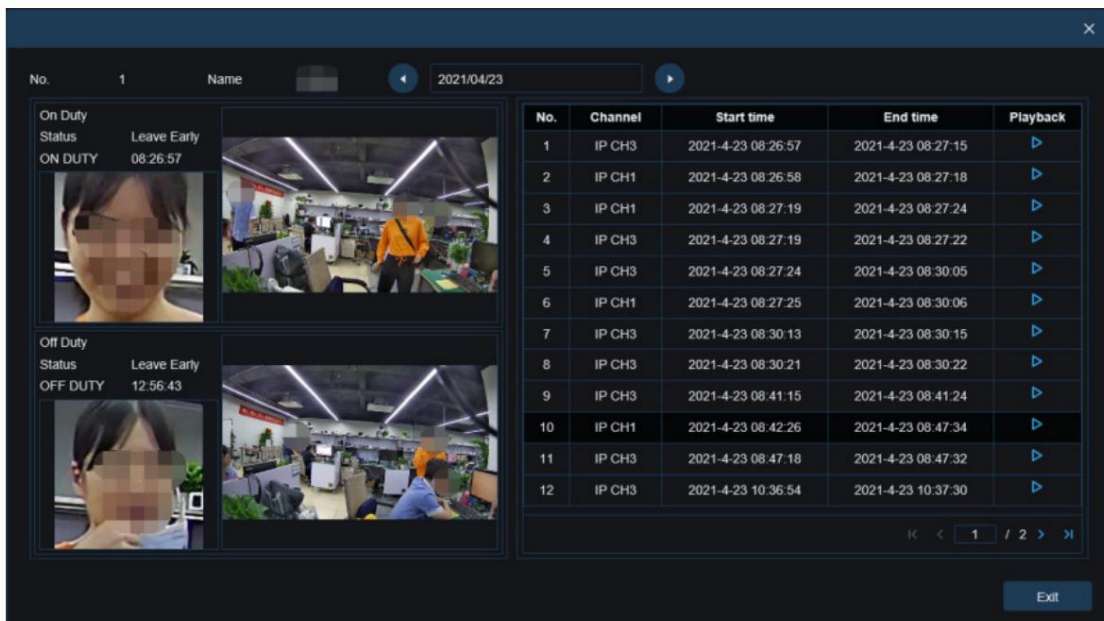 No. 1 Name 2021/04/23
On Duty
Status Leave Early
ON DUTY 08:26:57
Off Duty
Status Leave Early
OFF DUTY 12:56:43
No. Channel Start time End time Playback
1 IP CH3 2021-4-23 08:26:57 2021-4-23 08:27:15
2 IP CH1 2021-4-23 08:26:58 2021-4-23 08:27:18
3 IP CH1 2021-4-23 08:27:19 2021-4-23 08:27:24
4 IP CH3 2021-4-23 08:27:19 2021-4-23 08:27:22
5 IP CH3 2021-4-23 08:27:24 2021-4-23 08:30:05
6 IP CH1 2021-4-23 08:27:25 2021-4-23 08:30:06
7 IP CH3 2021-4-23 08:30:13 2021-4-23 08:30:15
8 IP CH3 2021-4-23 08:30:21 2021-4-23 08:30:22
9 IP CH3 2021-4-23 08:41:15 2021-4-23 08:41:24
10 IP CH1 2021-4-23 08:42:26 2021-4-23 08:47:34
11 IP CH3 2021-4-23 08:47:18 2021-4-23 08:47:32
12 IP CH3 2021-4-23 10:36:54 2021-4-23 10:37:30
1 / 2
Exit